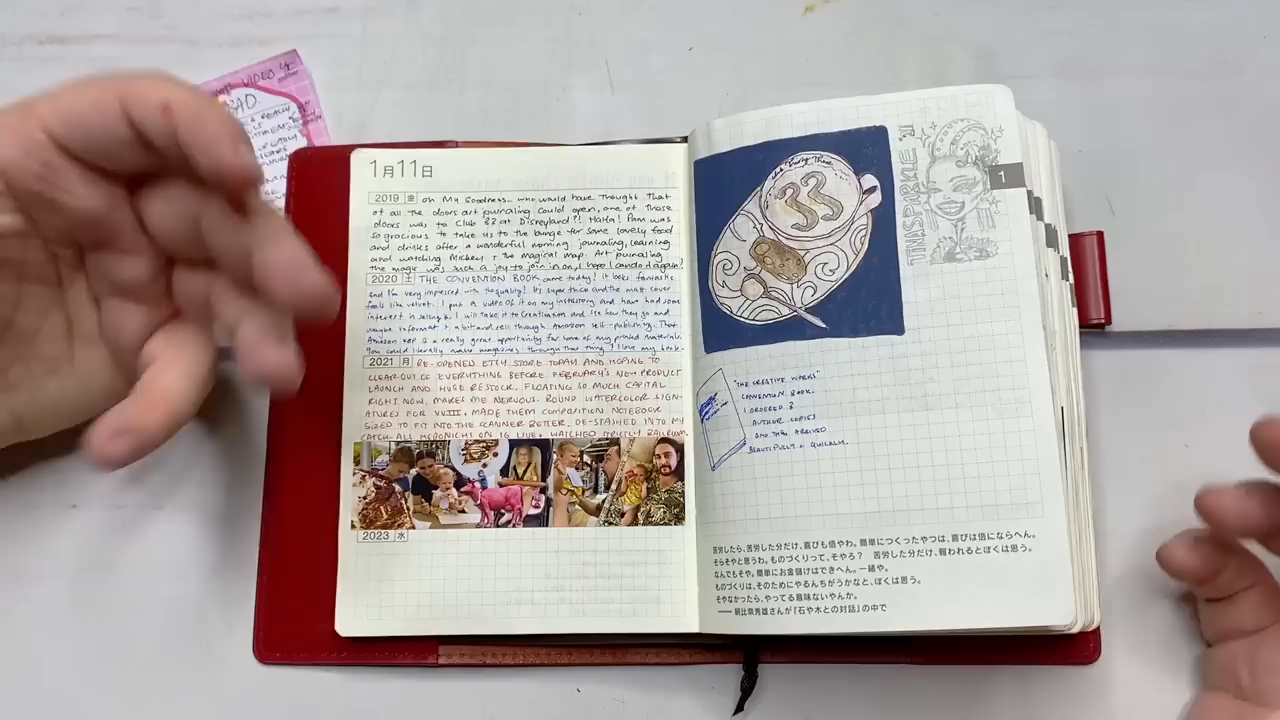 VIDEO
1月11日
2019 金 Oh My Goodness... who would have thought that
of all the doors art journaling could open, one of those
doors was to Club 33 at Disneyland?! HaHa! Pam was
so gracious to take us to the lounge for some lovely food
and drinks after a wonderful morning journaling, learning
and watching Mickey & the Magical Map. Art journaling
the magic was such a joy to join in on, I hope I can do it again!
2020 土 THE CONVENTION BOOK came today! It looks fantastic
and I'm very impressed with the quality! It's super thick and the matt cover
feels like velvet. I put a video of it on my instastory and have had some
interest in selling it. I will take it to Creativation and see how they go and
maybe reformat it a bit and sell through Amazon self-publishing. That
Amazon KDP is a really great opportunity for some of my printed materials.
You could literally make magazines through that thing! I love my book.
2021 月 RE-OPENED ETSY STORE TODAY AND HOPING TO
CLEAR-OUT OF EVERYTHING BEFORE FEBRUARY'S NEW PRODUCT
LAUNCH AND HUGE RESTOCK. FLOATING SO MUCH CAPITAL
RIGHT NOW, MAKES ME NERVOUS. BOUND WATERCOLOR SIGN-
ATURES FOR VVIII, MADE THEM COMPOSITION NOTEBOOK
SIZED TO FIT INTO THE SCANNER BETTER. DE-STASHED INTO MY
CATCH-ALL HOBONICHI ON IG LIVE + WATCHED STRICTLY BALLROOM.
2023 水
Club Thirty Three
33
TINASPARKLE
1
"THE CREATIVE WORKS"
CONVENTION BOOK.
I ORDERED 3
AUTHOR COPIES
AND THEY ARRIVED
BEAUTIFULLY + QUICKLY.
苦労したら、苦労した分だけ、喜びも倍やわ。簡単につくったやつは、喜びは倍にならへん。
そらそやと思うわ。ものづくりって、そやろ？ 苦労した分だけ、報われるとぼくは思う。
なんでもそや。簡単にお金儲けはできへん。一緒や。
ものづくりは、そのためにやるんちがうかなと、ぼくは思う。
そやなかったら、やってる意味ないやんか。
―― 朝比奈秀雄さんが『石や木との対話』の中で